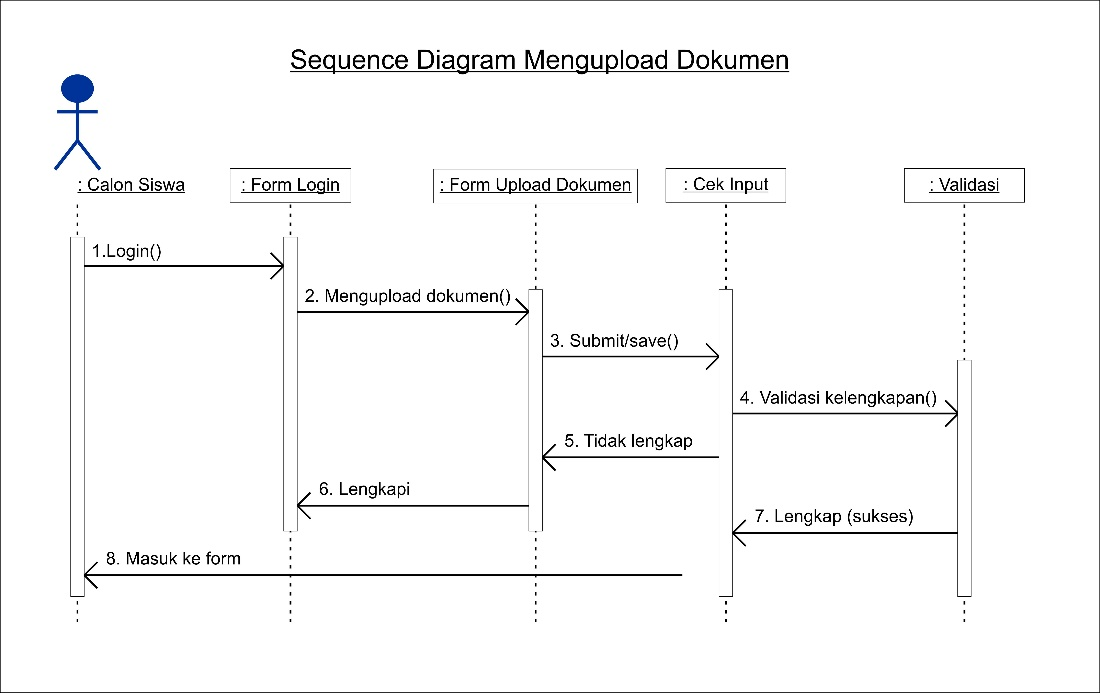 Sequence Diagram Mengupload Dokumen
: Calon Siswa
: Form Login
: Form Upload Dokumen
: Cek Input
: Validasi
1.Login()
2. Mengupload dokumen()
3. Submit/save()
4. Validasi kelengkapan()
5. Tidak lengkap
6. Lengkapi
7. Lengkap (sukses)
8. Masuk ke form